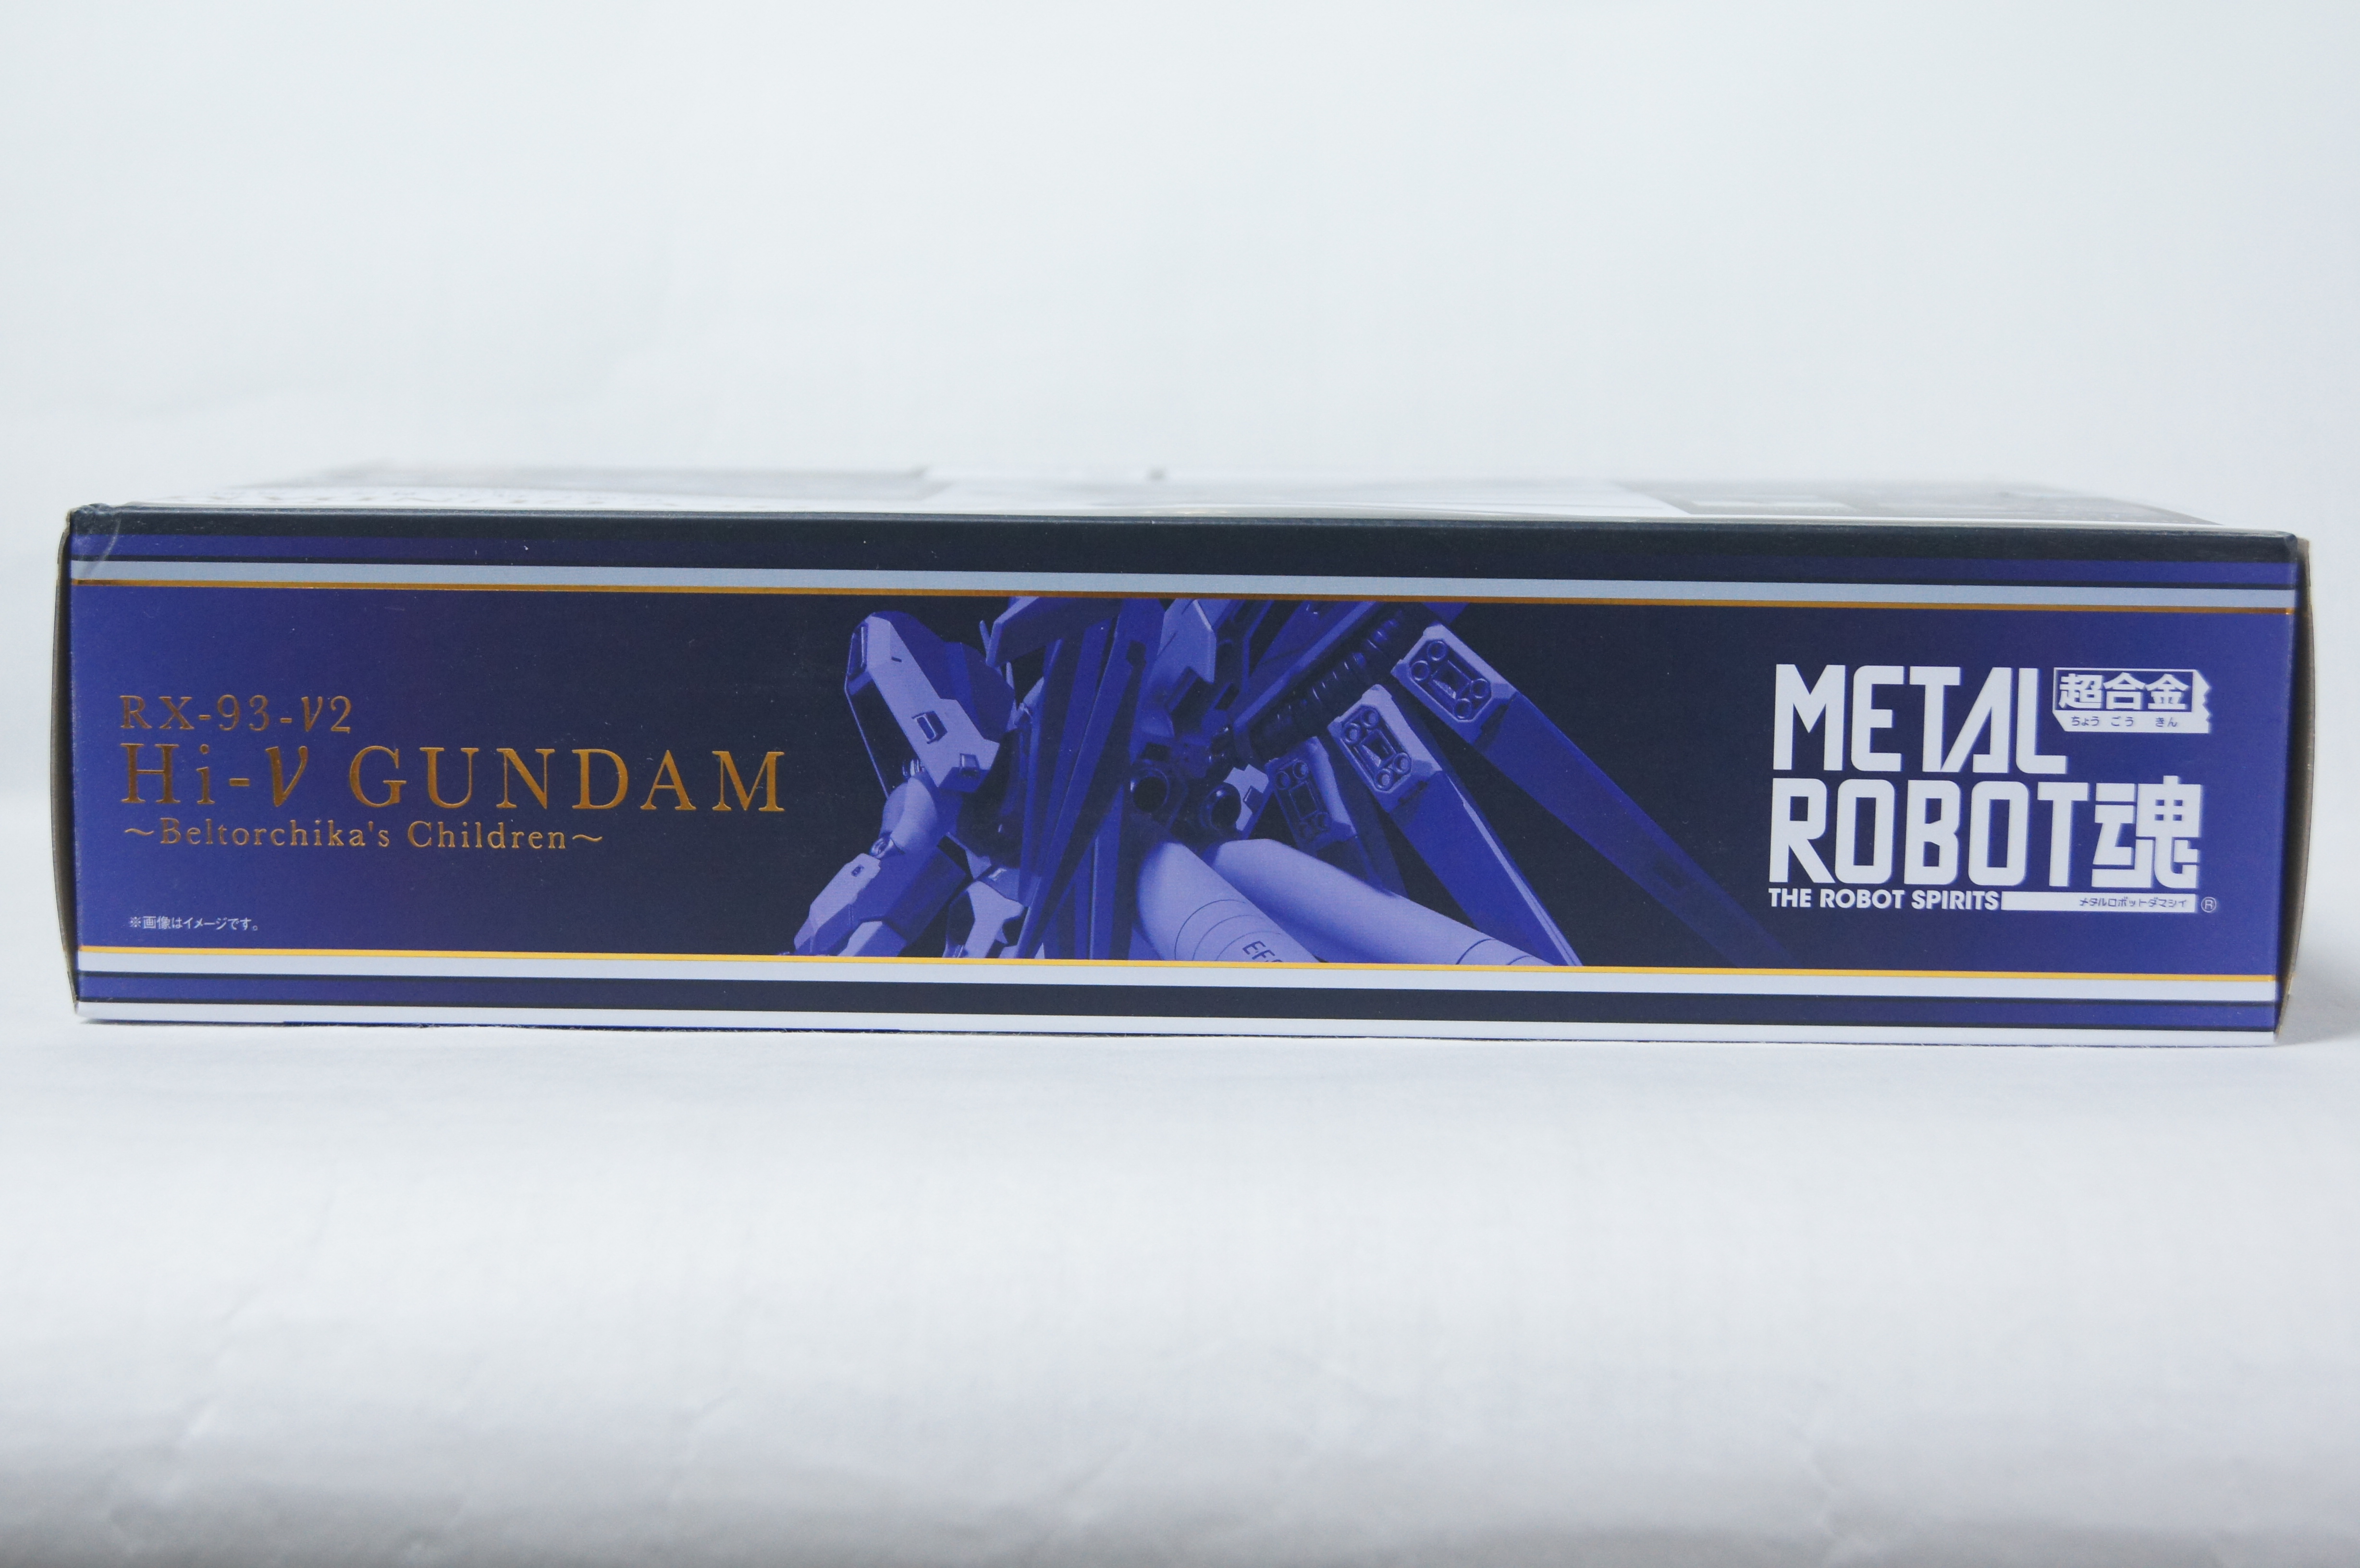 RX-93-ν2
Hi-ν GUNDAM
~Beltorchika's Children~
※画像はイメージです。
EFS
METAL
超合金
ちょう ごう きん
ROBOT魂
THE ROBOT SPIRITS
メタルロボットダマシイ
®